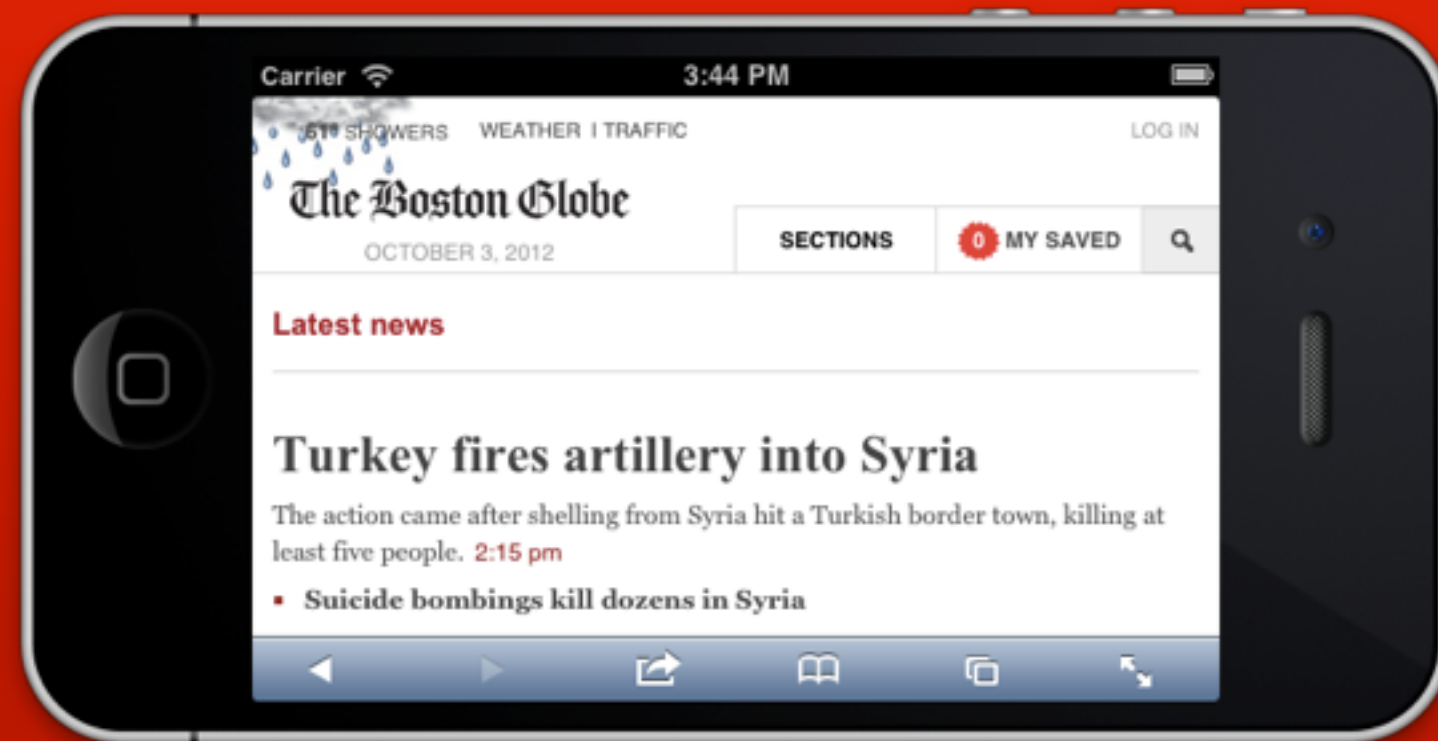 Carrier 3:44 PM
61° SHOWERS WEATHER | TRAFFIC LOG IN
The Boston Globe
OCTOBER 3, 2012
SECTIONS 0 MY SAVED
Latest news
Turkey fires artillery into Syria
The action came after shelling from Syria hit a Turkish border town, killing at
least five people. 2:15 pm
▪ Suicide bombings kill dozens in Syria